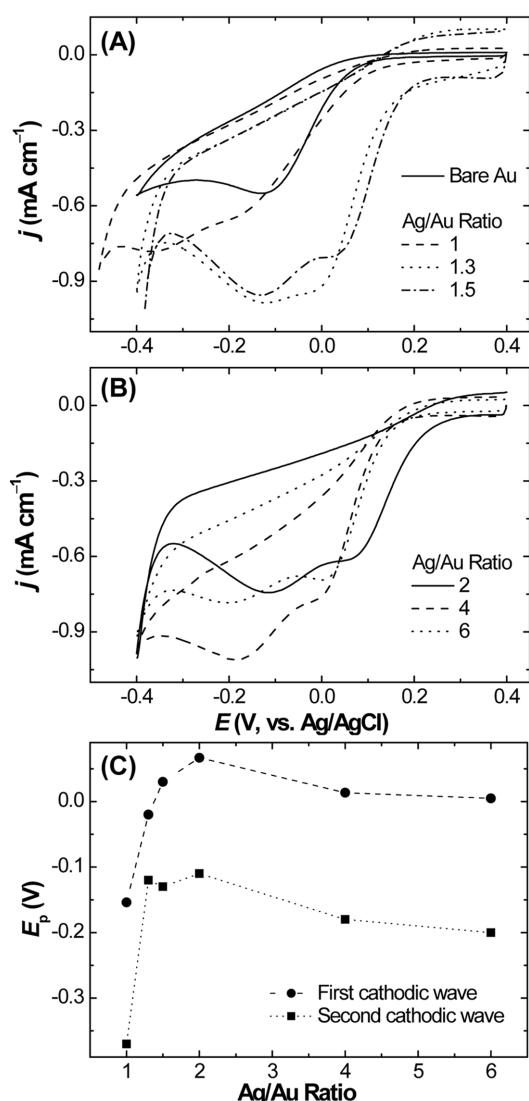 (A)
0.0
-0.3
-0.6
-0.9
j (mA cm⁻¹)
Bare Au
Ag/Au Ratio
1
1.3
1.5
-0.4 -0.2 0.0 0.2 0.4
(B)
0.0
-0.3
-0.6
-0.9
j (mA cm⁻¹)
Ag/Au Ratio
2
4
6
-0.4 -0.2 0.0 0.2 0.4
E (V, vs. Ag/AgCl)
(C)
0.0
-0.1
-0.2
-0.3
Eₚ (V)
First cathodic wave
Second cathodic wave
1 2 3 4 5 6
Ag/Au Ratio